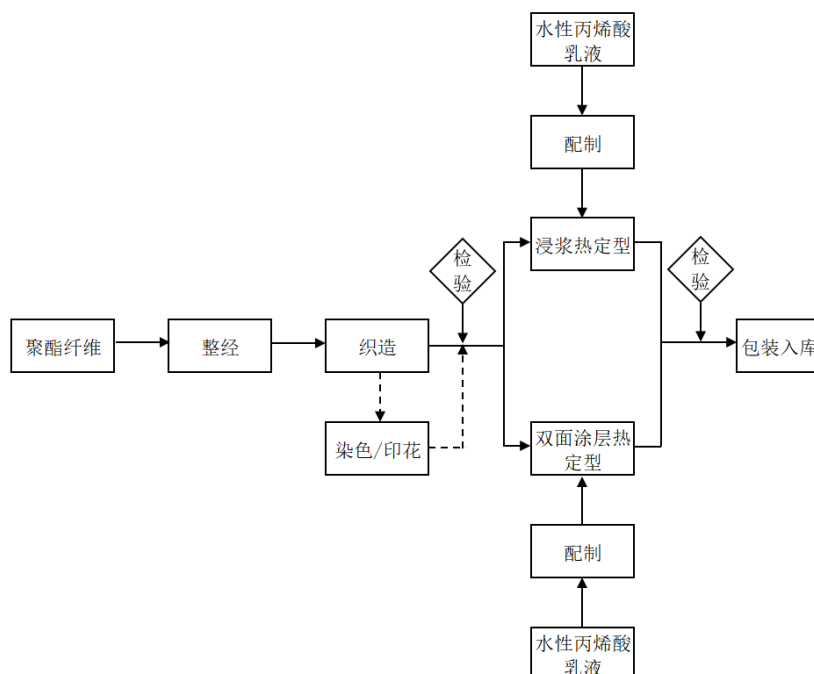 水性丙烯酸
乳液
配制
浸浆热定型
检
验
检
验
聚酯纤维
整经
织造
包装入库
染色/印花
双面涂层热
定型
配制
水性丙烯酸
乳液